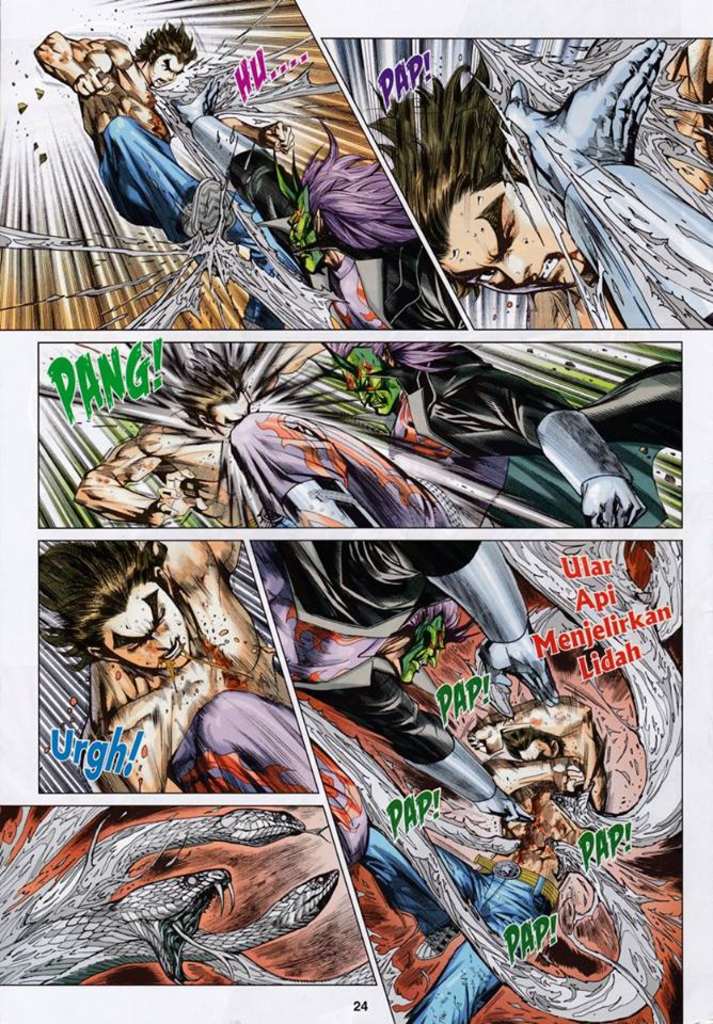 HU.....
PAP!
PANG!
Urgh!
Ular
Api
Menjelirkan
Lidah
PAP!
PAP!
PAP!
PAP!
24